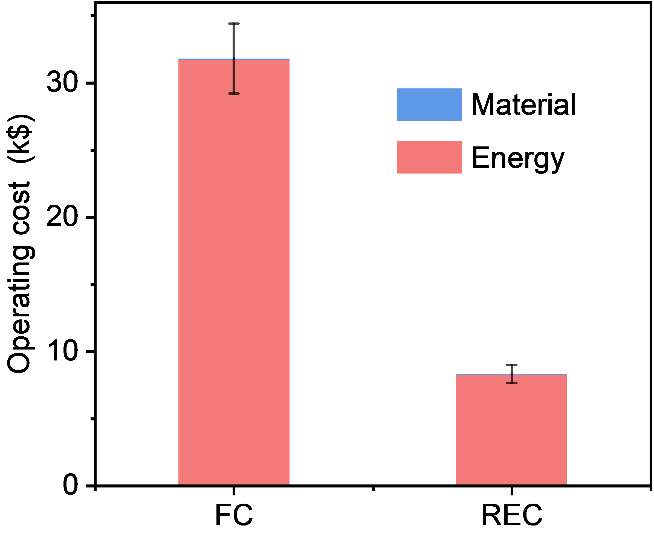 Operating cost (k$)
30
20
10
0
Material
Energy
FC
REC